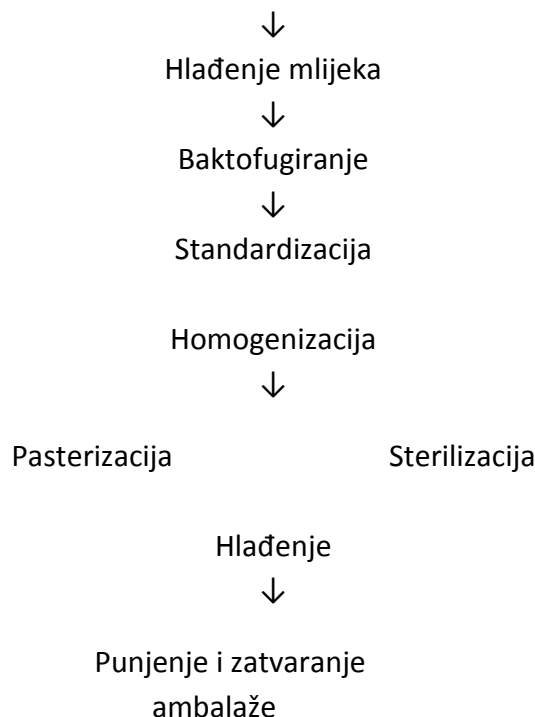 ↓
Hlađenje mlijeka
↓
Baktofugiranje
↓
Standardizacija
Homogenizacija
↓
Pasterizacija Sterilizacija
Hlađenje
↓
Punjenje i zatvaranje
ambalaže